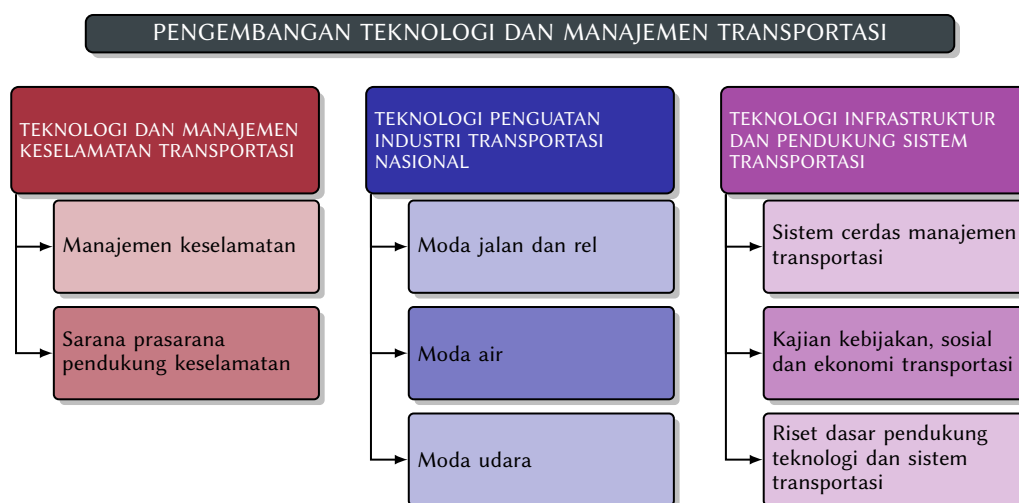 PENGEMBANGAN TEKNOLOGI DAN MANAJEMEN TRANSPORTASI
TEKNOLOGI DAN MANAJEMEN
KESELAMATAN TRANSPORTASI
Manajemen keselamatan
Sarana prasarana
pendukung keselamatan
TEKNOLOGI PENGUATAN
INDUSTRI TRANSPORTASI
NASIONAL
Moda jalan dan rel
Moda air
Moda udara
TEKNOLOGI INFRASTRUKTUR
DAN PENDUKUNG SISTEM
TRANSPORTASI
Sistem cerdas manajemen
transportasi
Kajian kebijakan, sosial
dan ekonomi transportasi
Riset dasar pendukung
teknologi dan sistem
transportasi